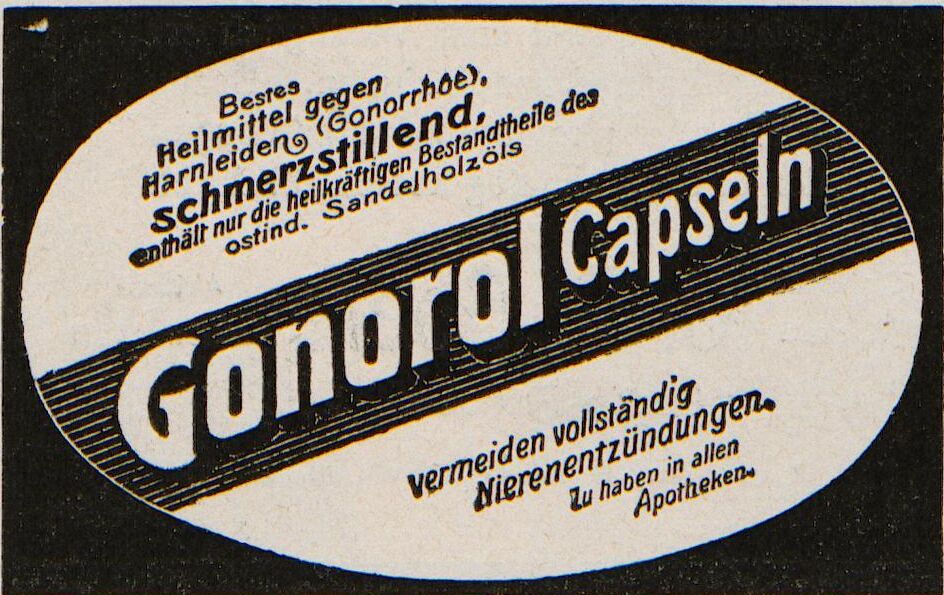 Bestes
Heilmittel gegen
Harnleiden (Gonorrhöe).
schmerzstillend,
enthält nur die heilkräftigen Bestandtheile des
ostind. Sandelholzöls
Gonorol Capseln
vermeiden vollständig
Nierenentzündungen.
Zu haben in allen
Apotheken.